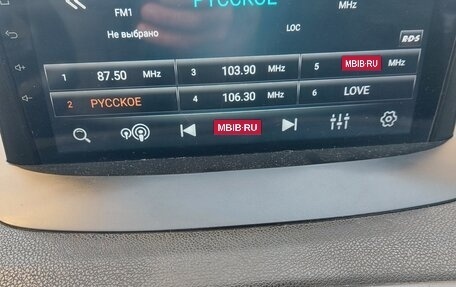 РУССКОЕ
FM1
MHz
Не выбрано
LOC
RDS
1 87.50 MHz
3 103.90 MHz
5 MBIB·RU MHz
2 РУССКОЕ
4 106.30 MHz
6 LOVE
MBIB·RU